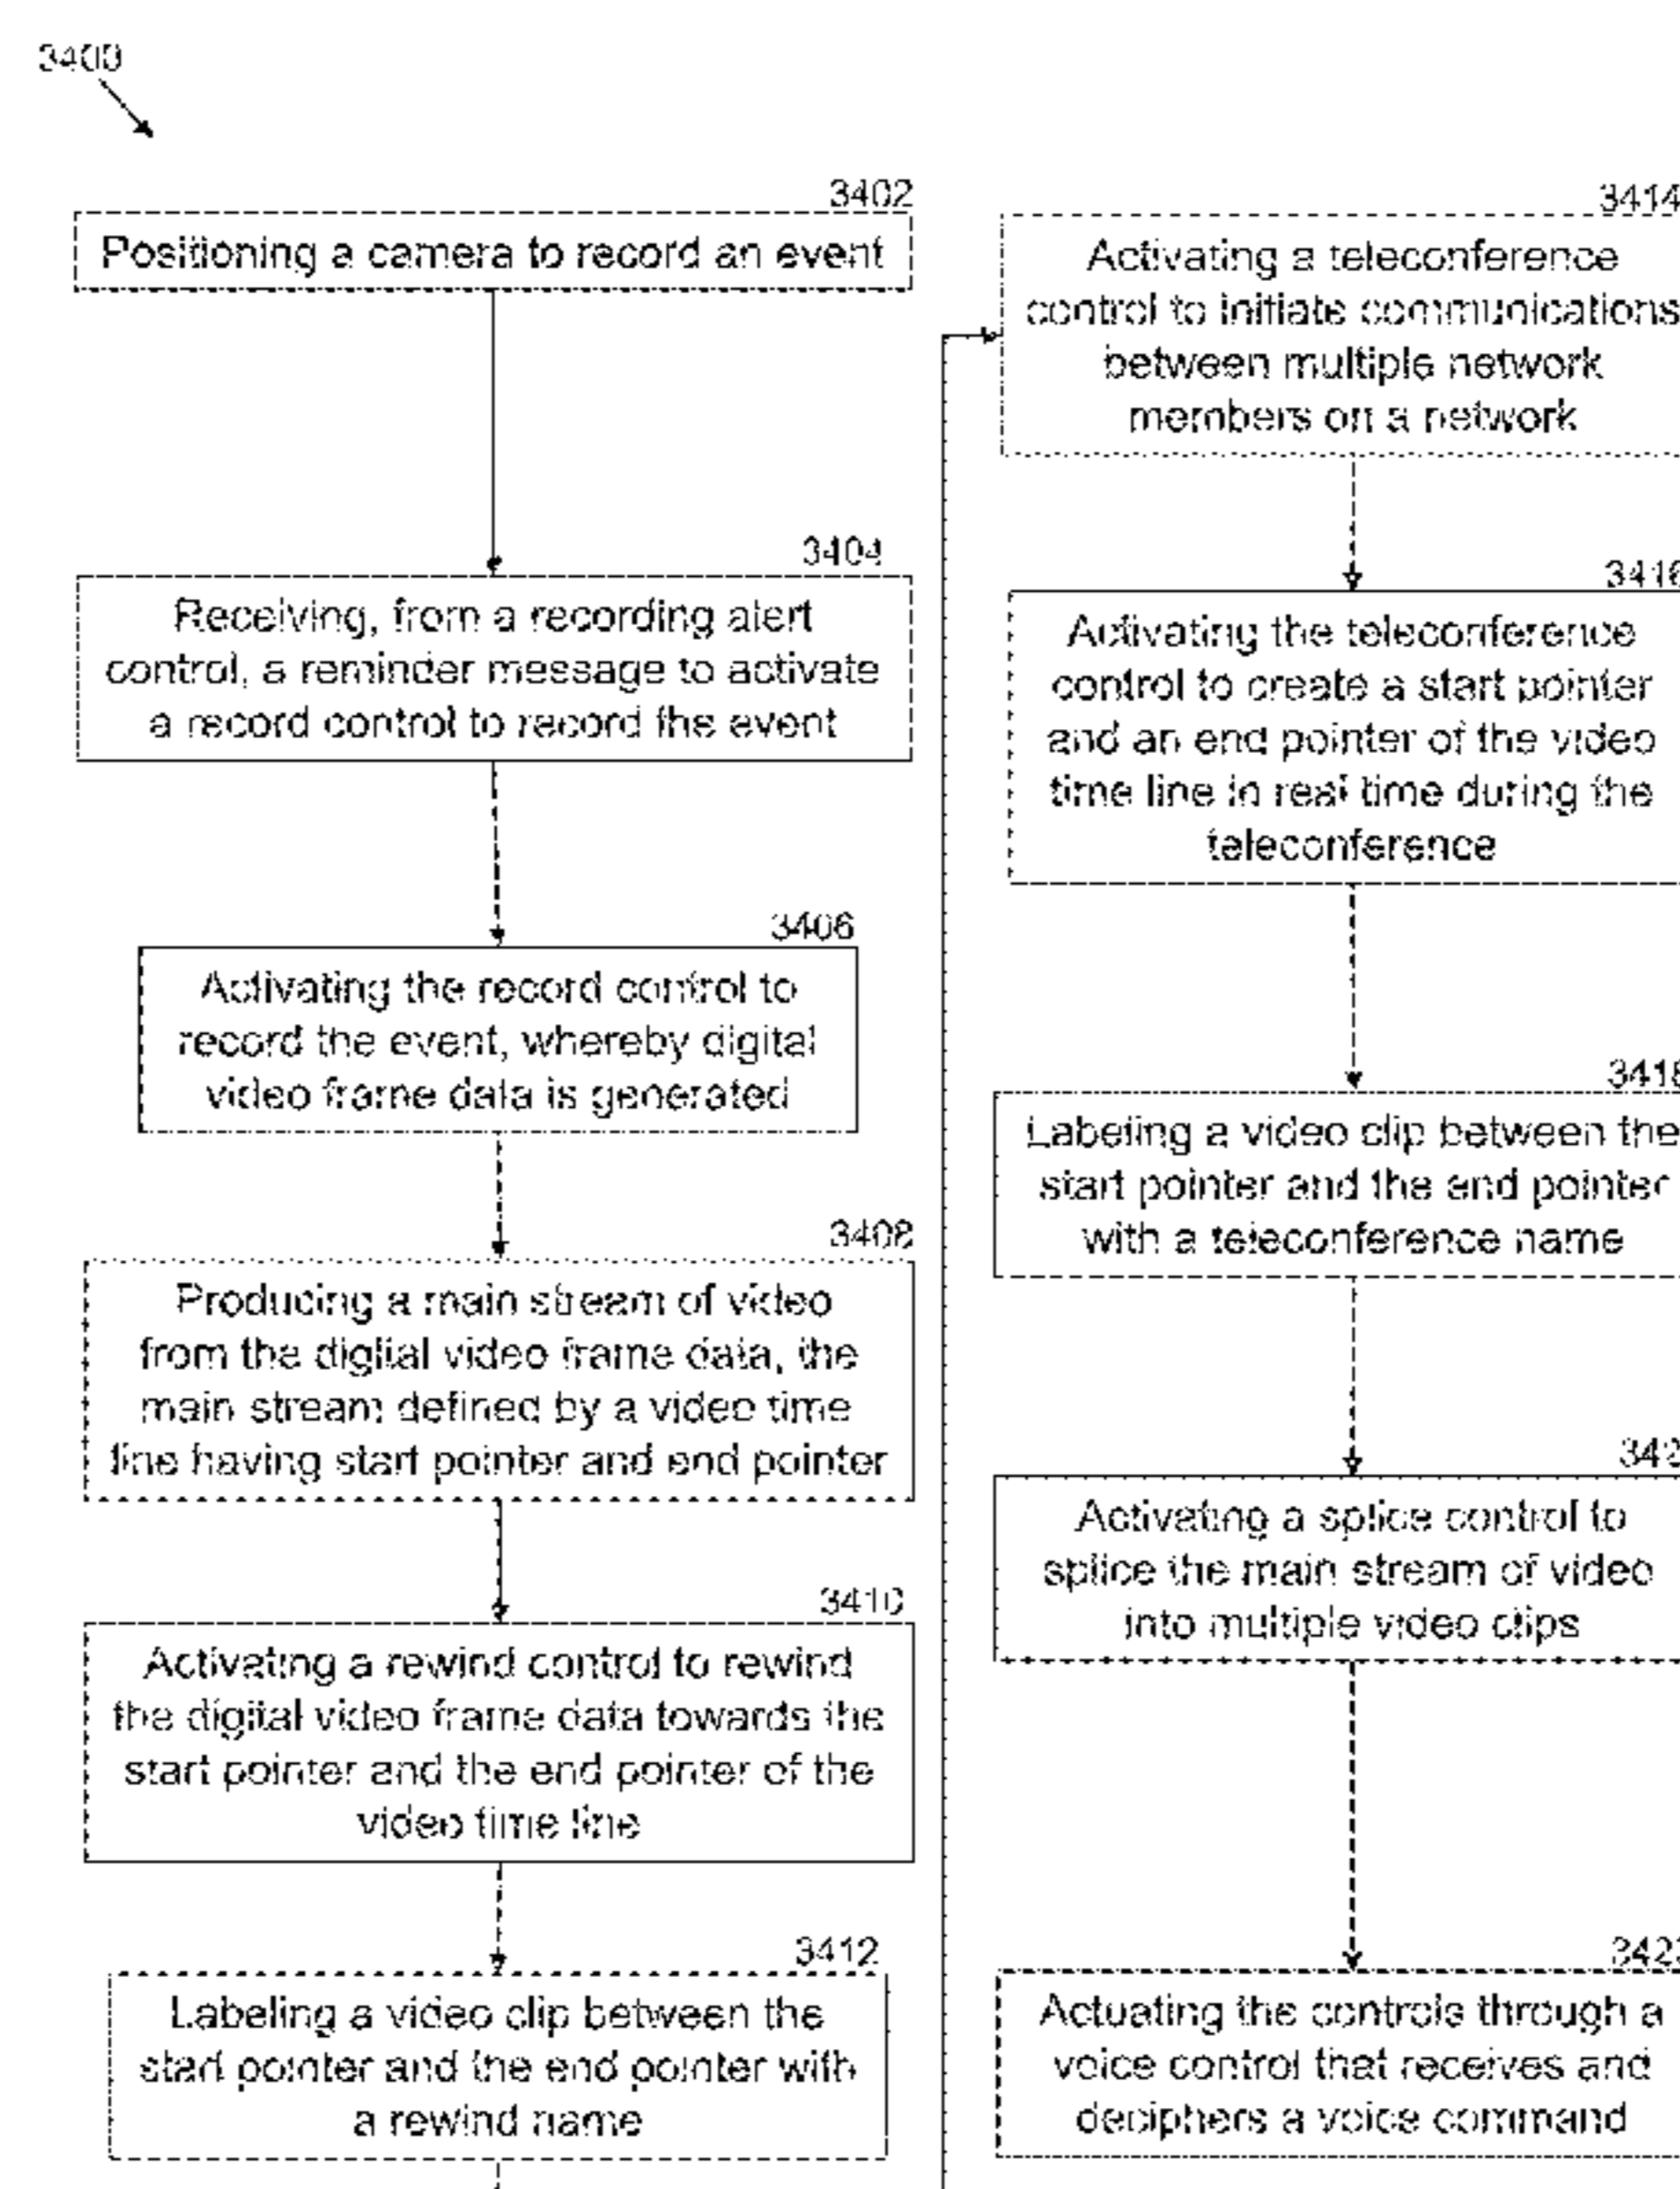 3400
3402
Positioning a camera to record an event
3404
Receiving, from a recording alert
control, a reminder message to activate
a record control to record the event
3406
Activating the record control to
record the event, whereby digital
video frame data is generated
3408
Producing a main stream of video
from the digital video frame data, the
main stream defined by a video time
line having start pointer and end pointer
3410
Activating a rewind control to rewind
the digital video frame data towards the
start pointer and the end pointer of the
video time line
3412
Labeling a video clip between the
start pointer and the end pointer with
a rewind name
3414
Activating a teleconference
control to initiate communications
between multiple network
members on a network
3416
Activating the teleconference
control to create a start pointer
and an end pointer of the video
time line in real time during the
teleconference
3418
Labeling a video clip between the
start pointer and the end pointer
with a teleconference name
342
Activating a splice control to
splice the main stream of video
into multiple video clips
342
Actuating the controls through a
voice control that receives and
deciphers a voice command